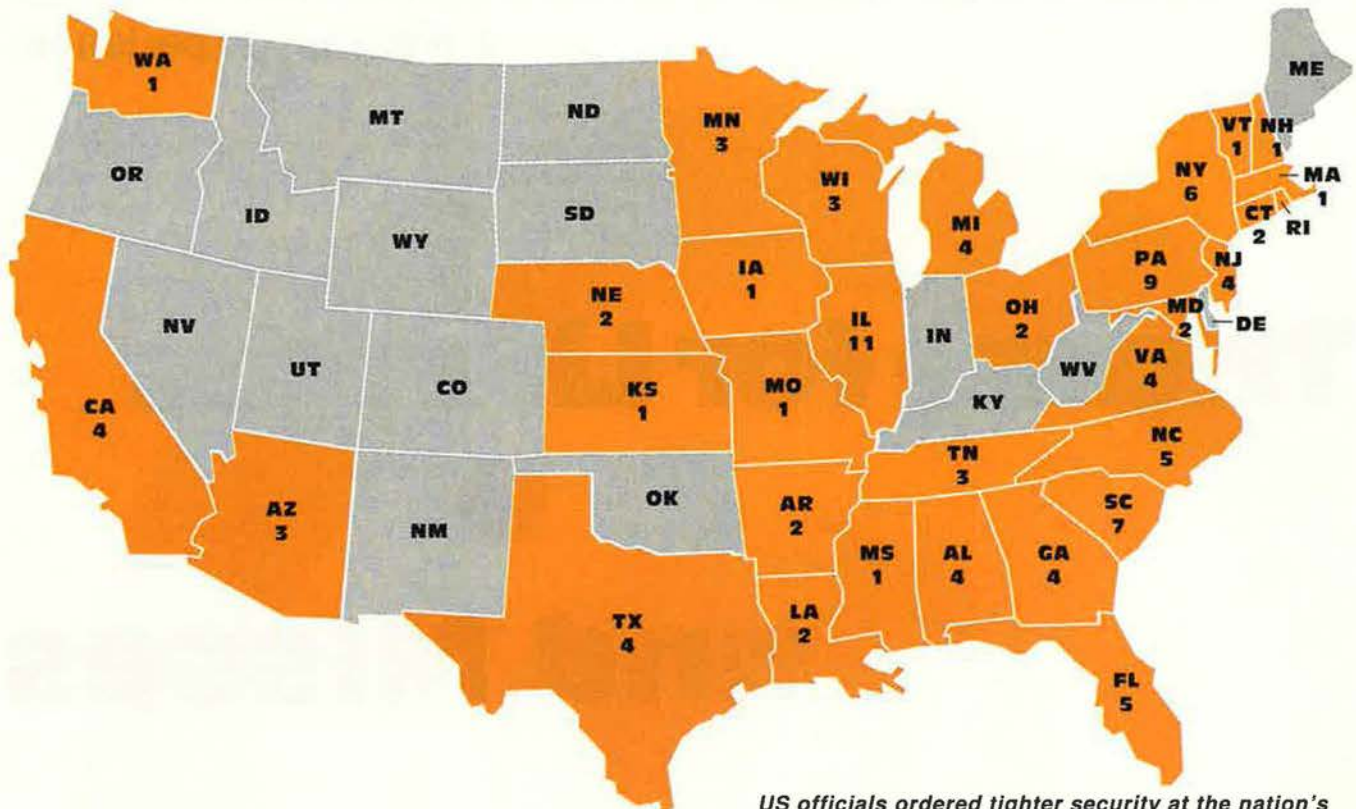 WA
1
MT
ND
MN
3
ME
VT
1
NH
1
OR
ID
SD
WI
3
NY
6
MA
1
WY
MI
4
CT
2
RI
IA
1
PA
9
NJ
4
NE
2
NV
IL
11
IN
OH
2
MD
2
DE
UT
CO
WV
VA
4
CA
4
KS
1
MO
1
KY
NC
5
TN
3
AZ
3
NM
OK
AR
2
SC
7
MS
1
AL
4
GA
4
TX
4
LA
2
FL
5
US officials ordered tighter security at the nation's